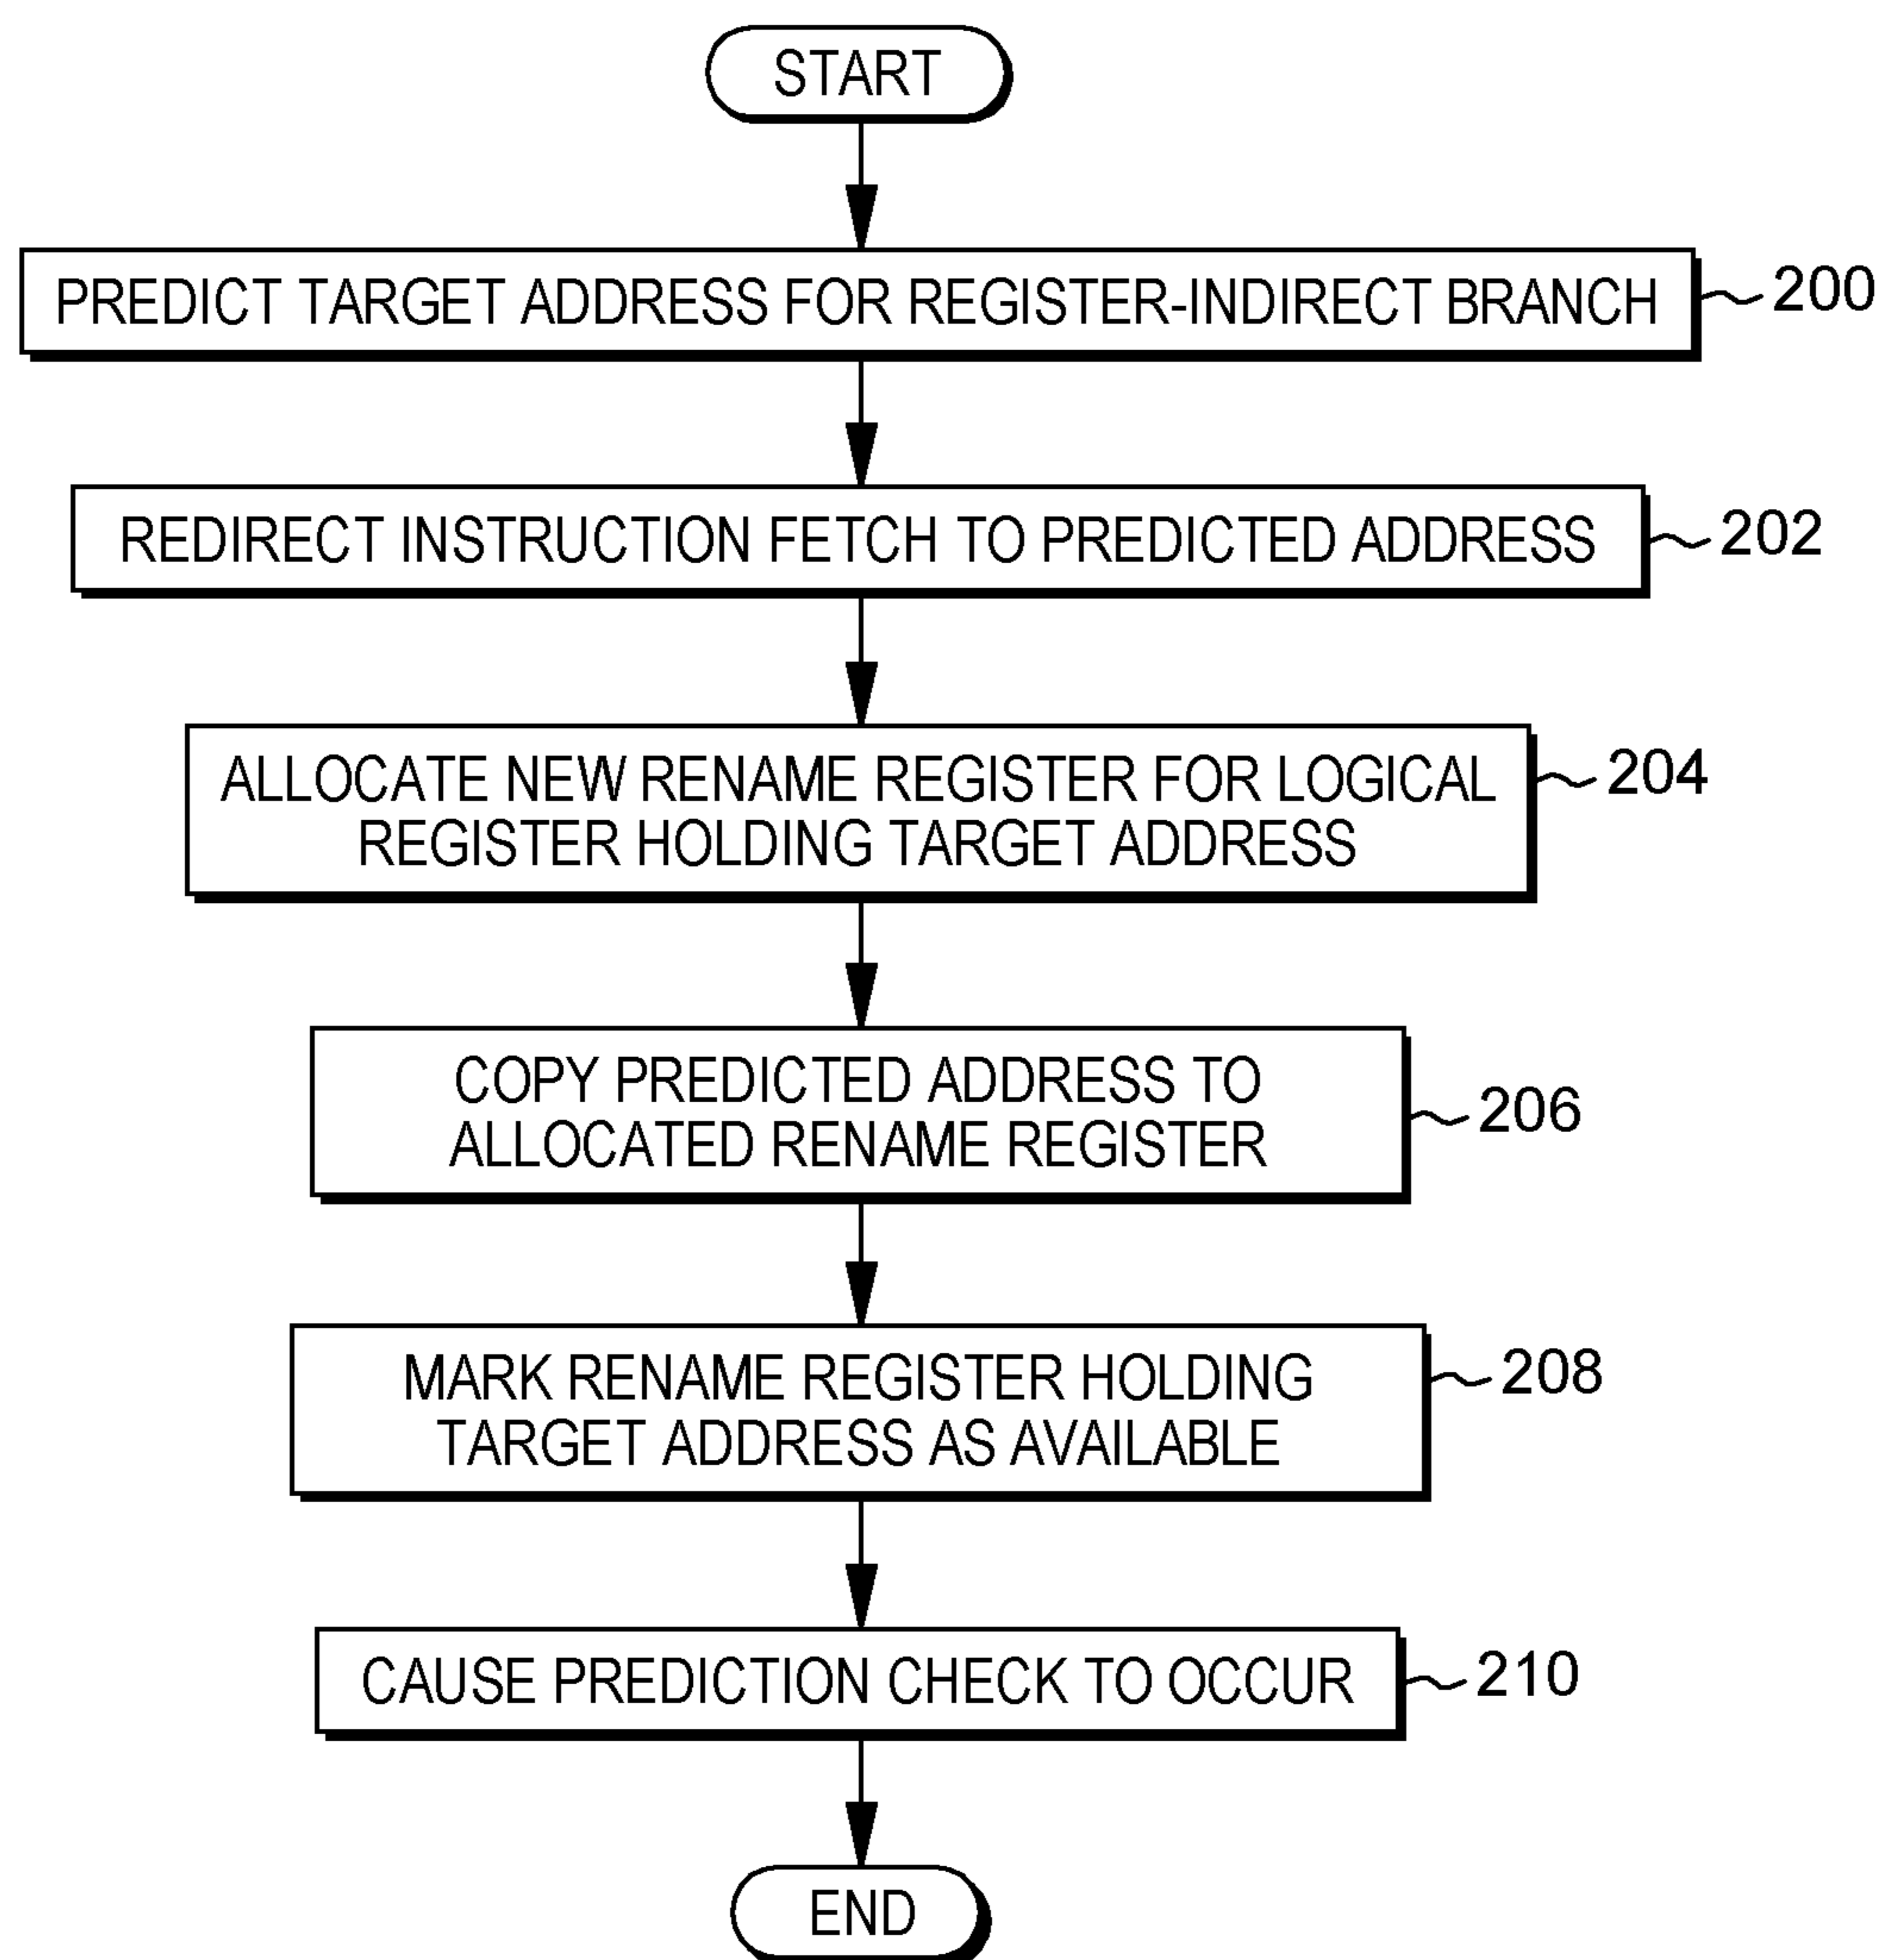 START
PREDICT TARGET ADDRESS FOR REGISTER-INDIRECT BRANCH
200
REDIRECT INSTRUCTION FETCH TO PREDICTED ADDRESS
202
ALLOCATE NEW RENAME REGISTER FOR LOGICAL
REGISTER HOLDING TARGET ADDRESS
204
COPY PREDICTED ADDRESS TO
ALLOCATED RENAME REGISTER
206
MARK RENAME REGISTER HOLDING
TARGET ADDRESS AS AVAILABLE
208
CAUSE PREDICTION CHECK TO OCCUR
210
END